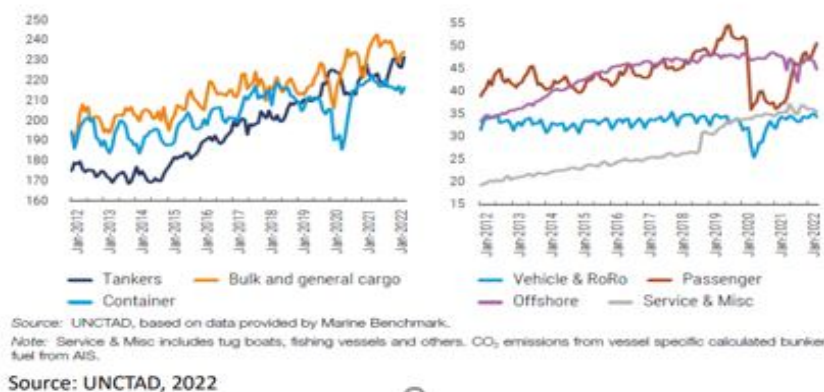 250
240
230
220
210
200
190
180
170
160
Jan-2012
Jan-2013
Jan-2014
Jan-2015
Jan-2016
Jan-2017
Jan-2018
Jan-2019
Jan-2020
Jan-2021
Jan-2022
Tankers Bulk and general cargo
Container
55
45
35
25
15
Jan-2012
Jan-2013
Jan-2014
Jan-2015
Jan-2016
Jan-2017
Jan-2018
Jan-2019
Jan-2020
Jan-2021
Jan-2022
Vehicle & RoRo Passenger
Offshore Service & Misc
Source: UNCTAD, based on data provided by Marine Benchmark.
Note: Service & Misc includes tug boats, fishing vessels and others. CO₂ emissions from vessel specific calculated bunker
fuel from AIS.
Source: UNCTAD, 2022